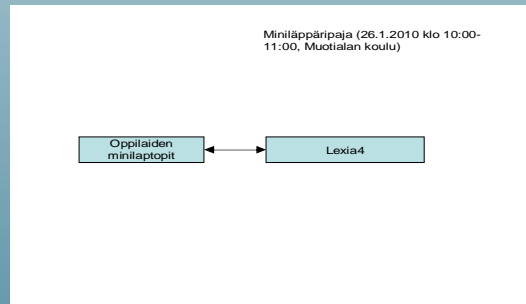 Miniläppäripaja (26.1.2010 klo 10:00-
11:00, Muotialan koulu)
Oppilaiden
minilaptopit
Lexia4